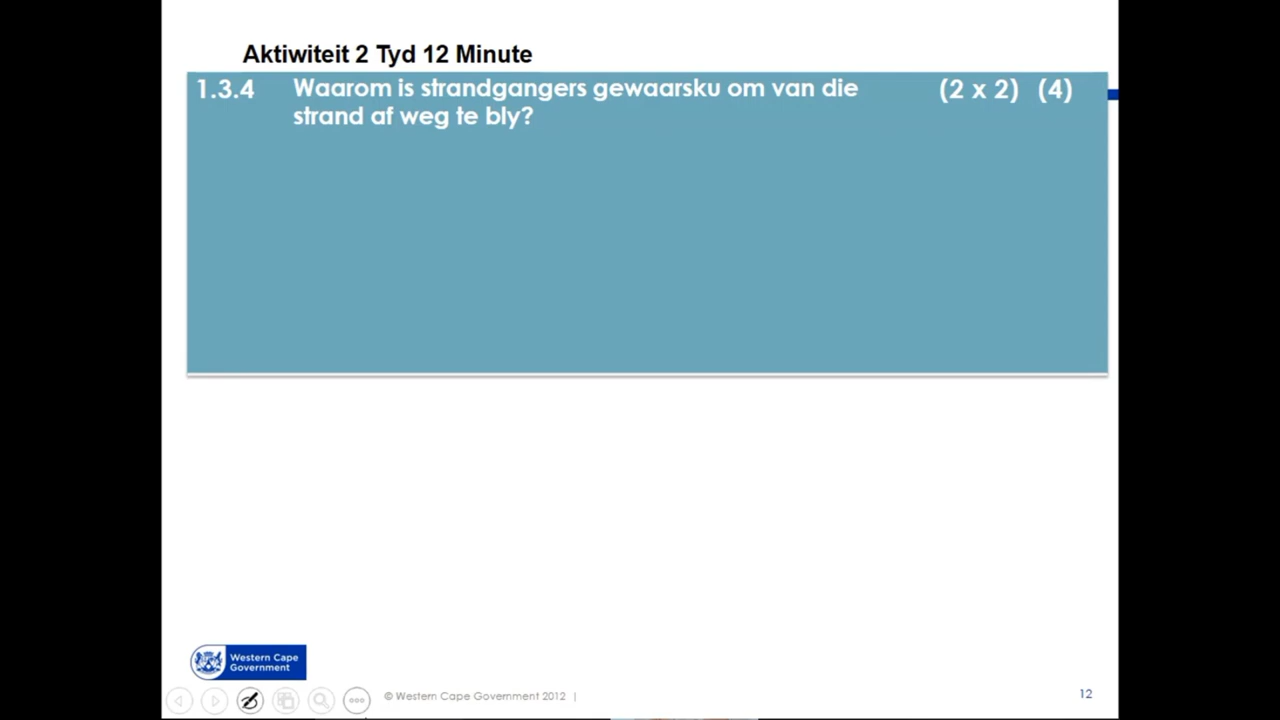 Aktiwiteit 2 Tyd 12 Minute
1.3.4 Waarom is strandgangers gewaarsku om van die (2 x 2) (4)
strand af weg te bly?
Western Cape
Government
© Western Cape Government 2012 |
12